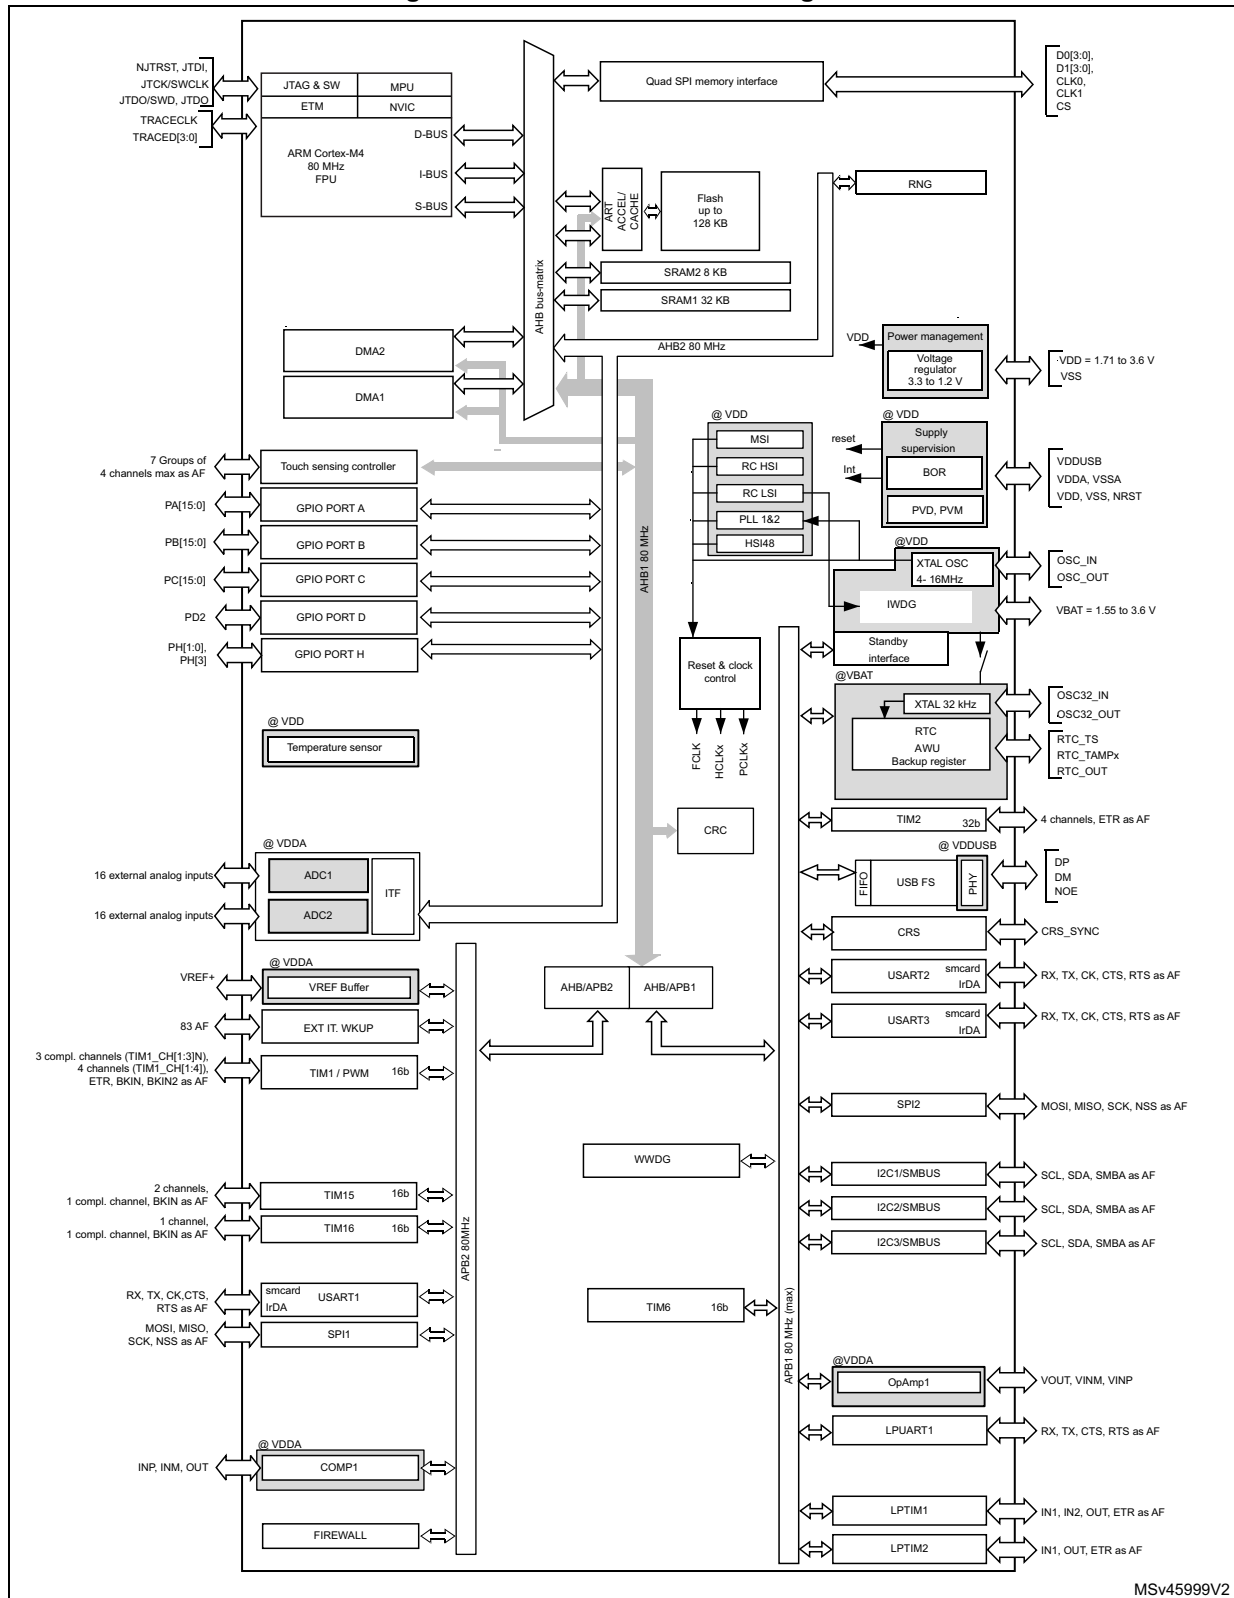 NJTRST, JTDI,
JTCK/SWCLK
JTDO/SWD, JTDO
TRACECLK
TRACED[3:0]
JTAG & SW
MPU
ETM
NVIC
ARM Cortex-M4
80 MHz
FPU
D-BUS
I-BUS
S-BUS
AHB bus-matrix
Quad SPI memory interface
D0[3:0],
D1[3:0],
CLK0,
CLK1
CS
ART
ACCEL/
CACHE
Flash
up to
128 KB
RNG
SRAM2 8 KB
SRAM1 32 KB
AHB2 80 MHz
DMA2
DMA1
VDD
Power management
Voltage
regulator
3.3 to 1.2 V
VDD = 1.71 to 3.6 V
VSS
@ VDD
MSI
RC HSI
RC LSI
PLL 1&2
HSI48
@ VDD
reset
Int
Supply
supervision
BOR
PVD, PVM
VDDUSB
VDDA, VSSA
VDD, VSS, NRST
7 Groups of
4 channels max as AF
Touch sensing controller
PA[15:0]
GPIO PORT A
PB[15:0]
GPIO PORT B
PC[15:0]
GPIO PORT C
PD2
GPIO PORT D
PH[1:0],
PH[3]
GPIO PORT H
AHB1 80 MHz
@VDD
XTAL OSC
4- 16MHz
IWDG
OSC_IN
OSC_OUT
VBAT = 1.55 to 3.6 V
Standby
interface
Reset & clock
control
FCLK
HCLKx
PCLKx
@VBAT
XTAL 32 kHz
RTC
AWU
Backup register
OSC32_IN
OSC32_OUT
RTC_TS
RTC_TAMPx
RTC_OUT
@ VDD
Temperature sensor
CRC
TIM2
32b
4 channels, ETR as AF
@ VDDUSB
FIFO
USB FS
PHY
DP
DM
NOE
@ VDDA
16 external analog inputs
ADC1
16 external analog inputs
ADC2
ITF
CRS
CRS_SYNC
@ VDDA
VREF+
VREF Buffer
83 AF
EXT IT. WKUP
3 compl. channels (TIM1_CH[1:3]N),
4 channels (TIM1_CH[1:4]),
ETR, BKIN, BKIN2 as AF
TIM1 / PWM
16b
AHB/APB2
AHB/APB1
USART2
smcard
IrDA
RX, TX, CK, CTS, RTS as AF
USART3
smcard
IrDA
RX, TX, CK, CTS, RTS as AF
SPI2
MOSI, MISO, SCK, NSS as AF
WWDG
I2C1/SMBUS
SCL, SDA, SMBA as AF
I2C2/SMBUS
SCL, SDA, SMBA as AF
I2C3/SMBUS
SCL, SDA, SMBA as AF
2 channels,
1 compl. channel, BKIN as AF
TIM15
16b
1 channel,
1 compl. channel, BKIN as AF
TIM16
16b
APB2 80MHz
RX, TX, CK,CTS,
RTS as AF
smcard
IrDA
USART1
MOSI, MISO,
SCK, NSS as AF
SPI1
TIM6
16b
APB1 80 MHz (max)
@VDDA
OpAmp1
VOUT, VINM, VINP
LPUART1
RX, TX, CTS, RTS as AF
@ VDDA
INP, INM, OUT
COMP1
LPTIM1
IN1, IN2, OUT, ETR as AF
FIREWALL
LPTIM2
IN1, OUT, ETR as AF
MSv45999V2